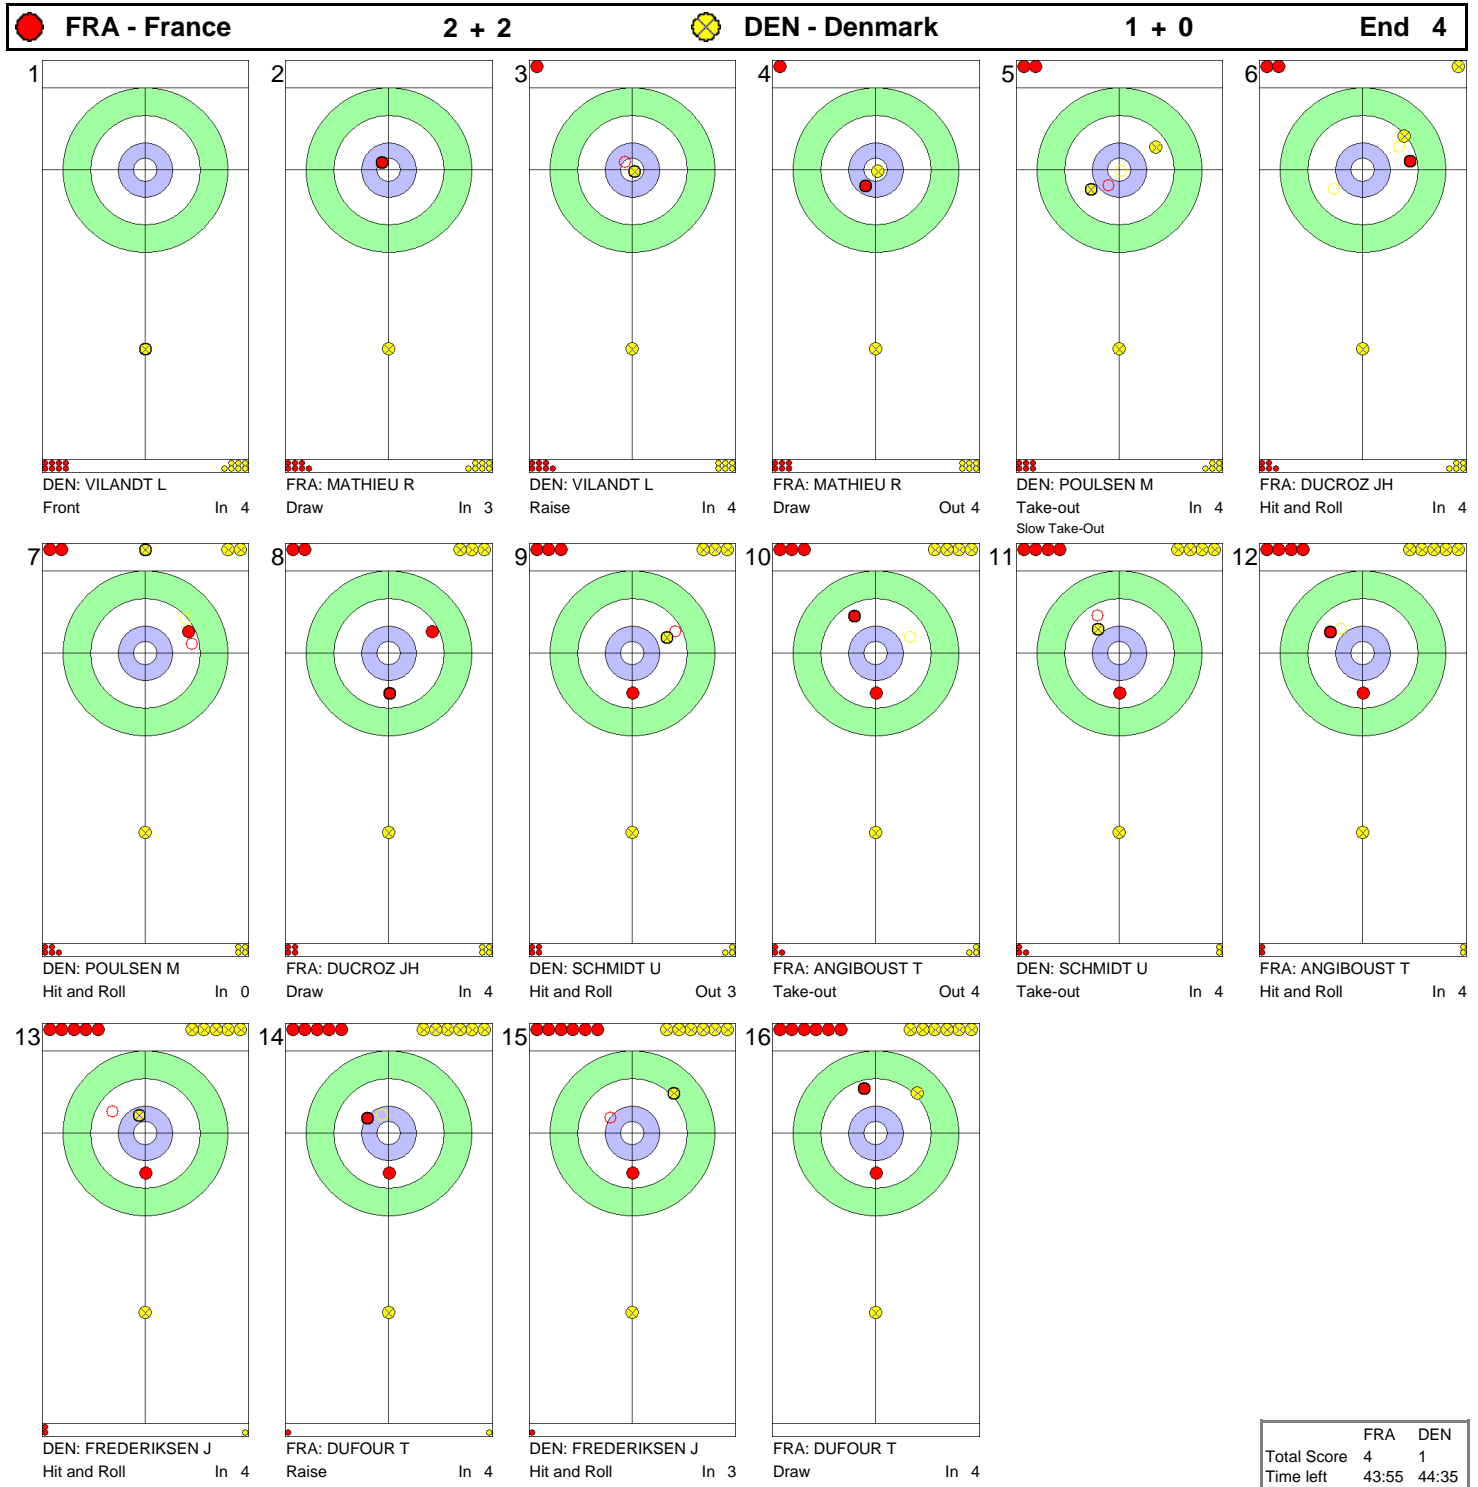 FRA - France 2 + 2 DEN - Denmark 1 + 0 End 4
1 2 3 4 5 6
DEN: VILANDT L FRA: MATHIEU R DEN: VILANDT L FRA: MATHIEU R DEN: POULSEN M FRA: DUCROZ JH
Front In 4 Draw In 3 Raise In 4 Draw Out 4 Take-out In 4 Hit and Roll In 4
Slow Take-Out
7 8 9 10 11 12
DEN: POULSEN M FRA: DUCROZ JH DEN: SCHMIDT U FRA: ANGIBOUST T DEN: SCHMIDT U FRA: ANGIBOUST T
Hit and Roll In 0 Draw In 4 Hit and Roll Out 3 Take-out Out 4 Take-out In 4 Hit and Roll In 4
13 14 15 16
DEN: FREDERIKSEN J FRA: DUFOUR T DEN: FREDERIKSEN J FRA: DUFOUR T
Hit and Roll In 4 Raise In 4 Hit and Roll In 3 Draw In 4
FRA DEN
Total Score 4 1
Time left 43:55 44:35